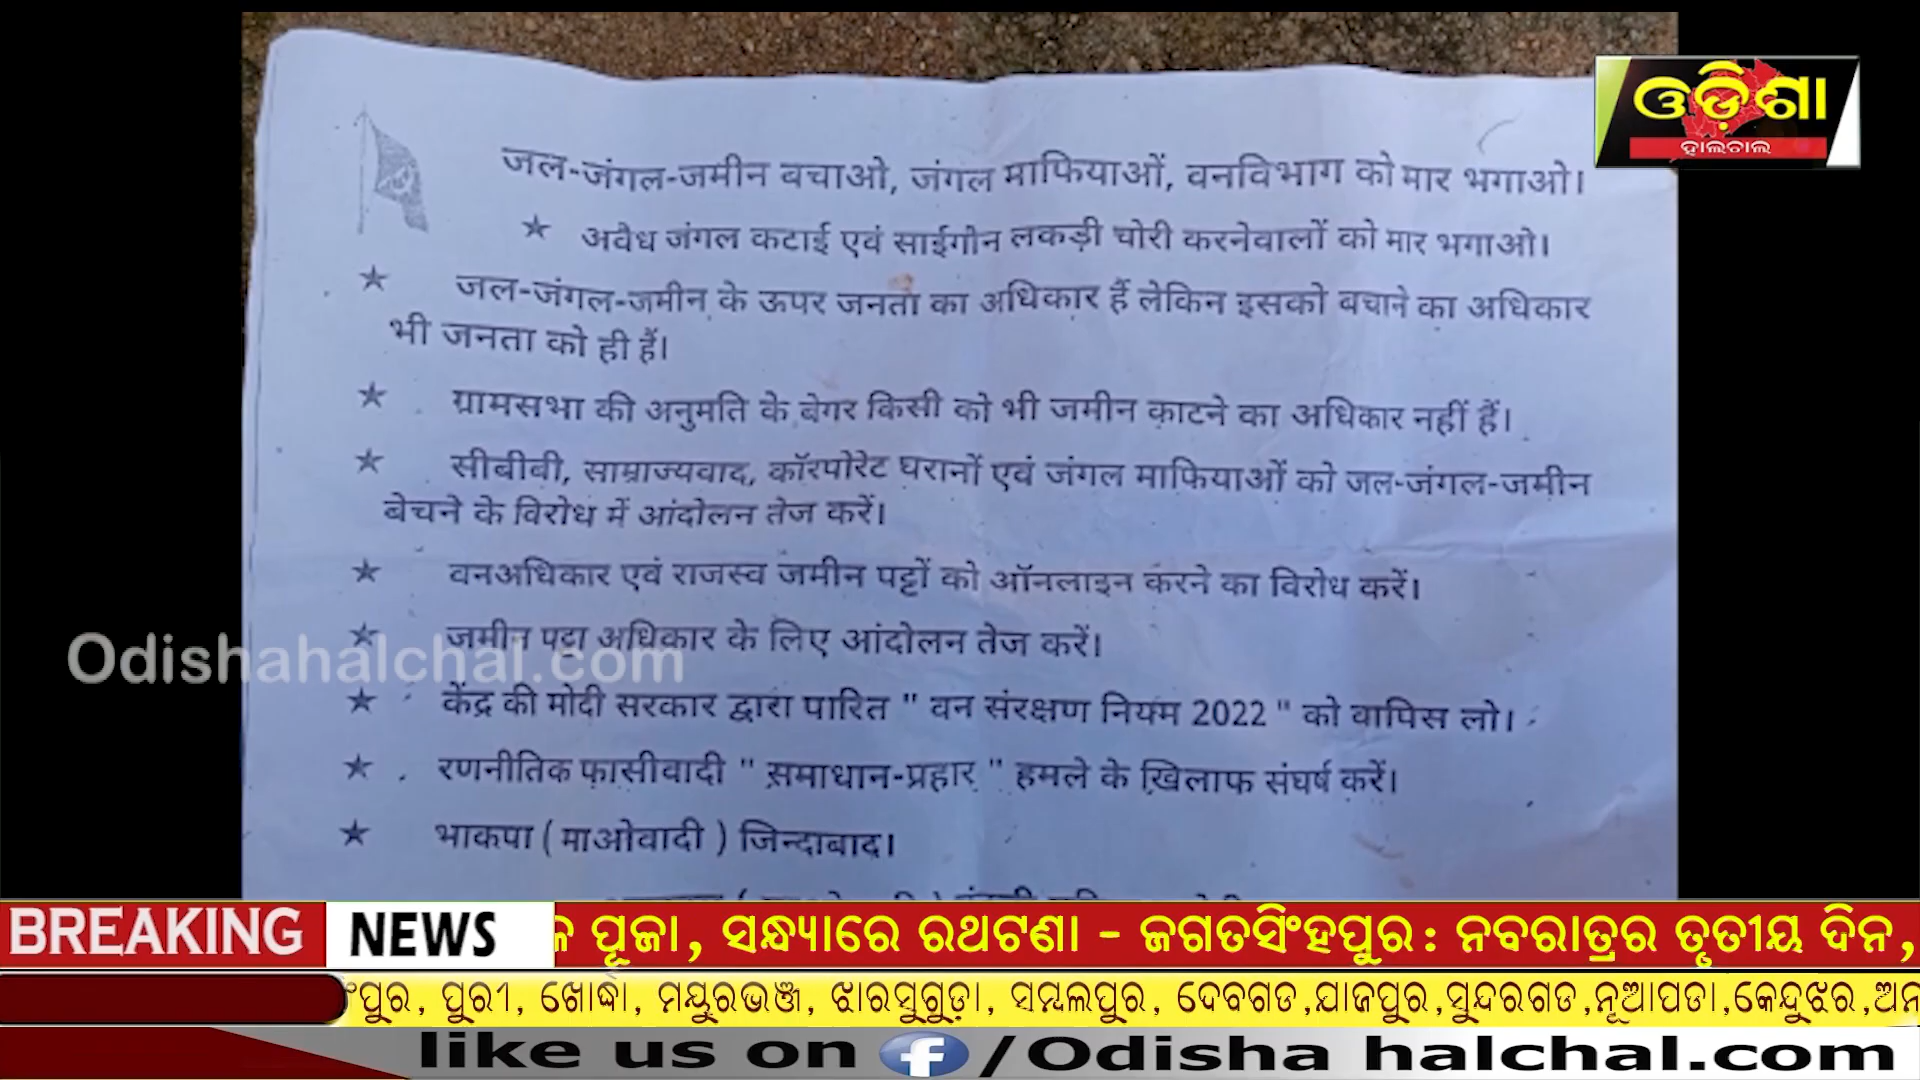 ଓଡ଼ିଶା
ହାଲଚାଲ
जल-जंगल-जमीन बचाओ, जंगल माफियाओं, वनविभाग को मार भगाओ।
★ अवैध जंगल कटाई एवं साईगोन लकड़ी चोरी करनेवालों को मार भगाओ।
★ जल-जंगल-जमीन के ऊपर जनता का अधिकार हैं लेकिन इसको बचाने का अधिकार
भी जनता को ही हैं।
★ ग्रामसभा की अनुमति के बेगर किसी को भी जमीन काटने का अधिकार नहीं हैं।
★ सीबीबी, साम्राज्यवाद, कॉरपोरेट घरानों एवं जंगल माफियाओं को जल-जंगल-जमीन
बेचने के विरोध में आंदोलन तेज करें।
★ वनअधिकार एवं राजस्व जमीन पट्टों को ऑनलाइन करने का विरोध करें।
★ जमीन पट्टा अधिकार के लिए आंदोलन तेज करें।
Odishahalchal.com
★ केंद्र की मोदी सरकार द्वारा पारित " वन संरक्षण नियम 2022 " को वापिस लो।
★ रणनीतिक फासीवादी " समाधान-प्रहार " हमले के खिलाफ संघर्ष करें।
★ भाकपा ( माओवादी ) जिन्दाबाद।
BREAKING NEWS ପୂଜା, ସନ୍ଧ୍ୟାରେ ରଥଟଣା - ଜଗତସିଂହପୁର: ନବରାତ୍ରର ତୃତୀୟ ଦିନ,
ଂପୁର, ପୁରୀ, ଖୋର୍ଦ୍ଧା, ମୟୁରଭଞ୍ଜ, ଝାରସୁଗୁଡ଼ା, ସମ୍ବଲପୁର, ଦେବଗଡ,ଯାଜପୁର,ସୁନ୍ଦରଗଡ,ନୂଆପଡା,କେନ୍ଦୁଝର,ଅନ
like us on f/Odisha halchal.com